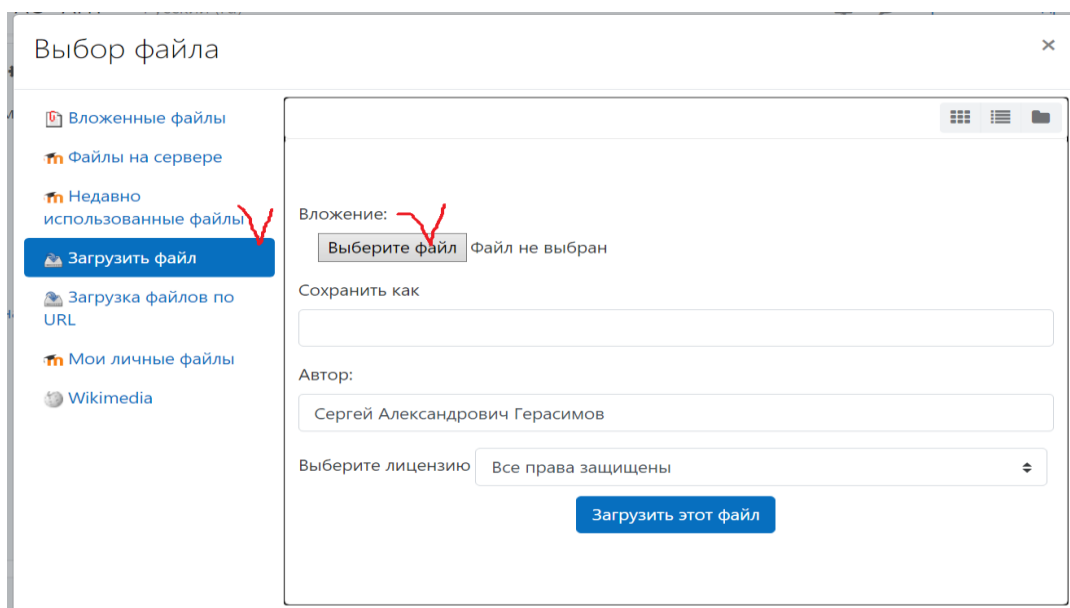 Выбор файла
×
Вложенные файлы
Файлы на сервере
Недавно
использованные файлы
Загрузить файл
Загрузка файлов по
URL
Мои личные файлы
Wikimedia
Вложение:
Выберите файл Файл не выбран
Сохранить как
Автор:
Сергей Александрович Герасимов
Выберите лицензию Все права защищены
Загрузить этот файл